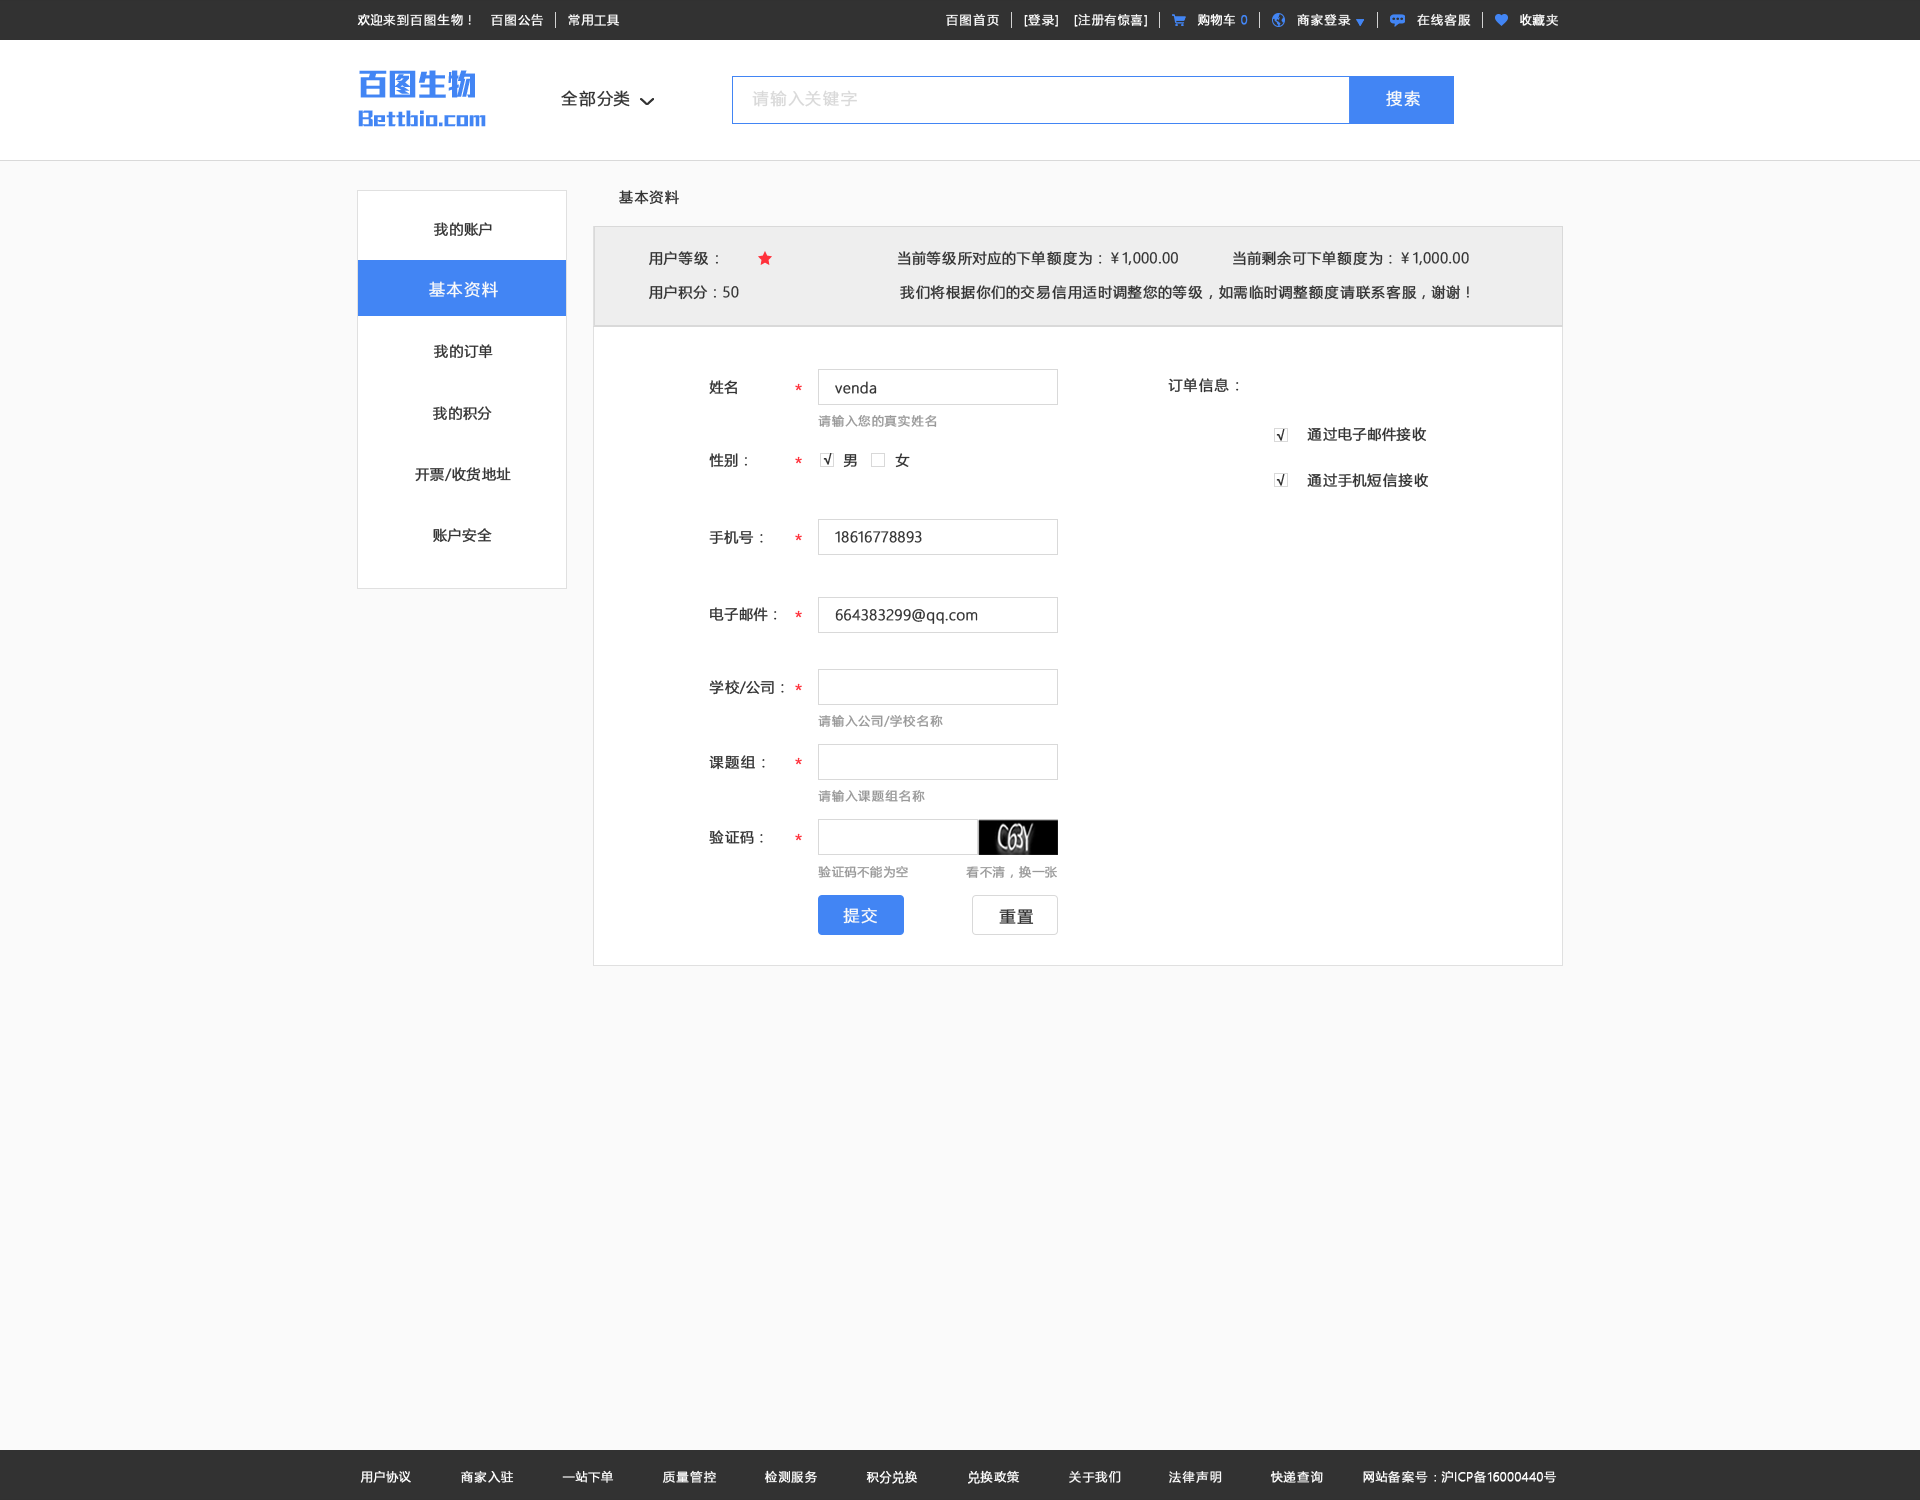 欢迎来到百图生物！ 百图公告 常用工具 百图首页 [登录] [注册有惊喜] 购物车 0 商家登录 在线客服 收藏夹
百图生物
Bettbio.com
全部分类
请输入关键字
搜索
我的账户
基本资料
我的订单
我的积分
开票/收货地址
账户安全
基本资料
用户等级： 当前等级所对应的下单额度为：¥1,000.00 当前剩余可下单额度为：¥1,000.00
用户积分：50 我们将根据你们的交易信用适时调整您的等级，如需临时调整额度请联系客服，谢谢！
姓名 * venda
请输入您的真实姓名
性别： * √ 男 女
手机号： * 18616778893
电子邮件： * 664383299@qq.com
学校/公司： *
请输入公司/学校名称
课题组： *
请输入课题组名称
验证码： * C63Y
验证码不能为空 看不清，换一张
提交 重置
订单信息：
√ 通过电子邮件接收
√ 通过手机短信接收
用户协议 商家入驻 一站下单 质量管控 检测服务 积分兑换 兑换政策 关于我们 法律声明 快递查询 网站备案号：沪ICP备16000440号